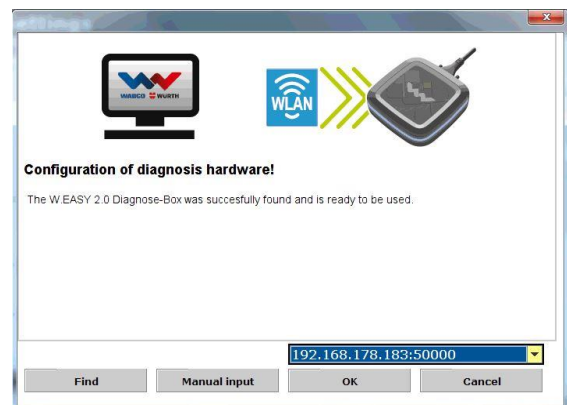 WABCO WÜRTH
WLAN
Configuration of diagnosis hardware!
The W.EASY 2.0 Diagnose-Box was succesfully found and is ready to be used.
192.168.178.183:50000
Find
Manual input
OK
Cancel